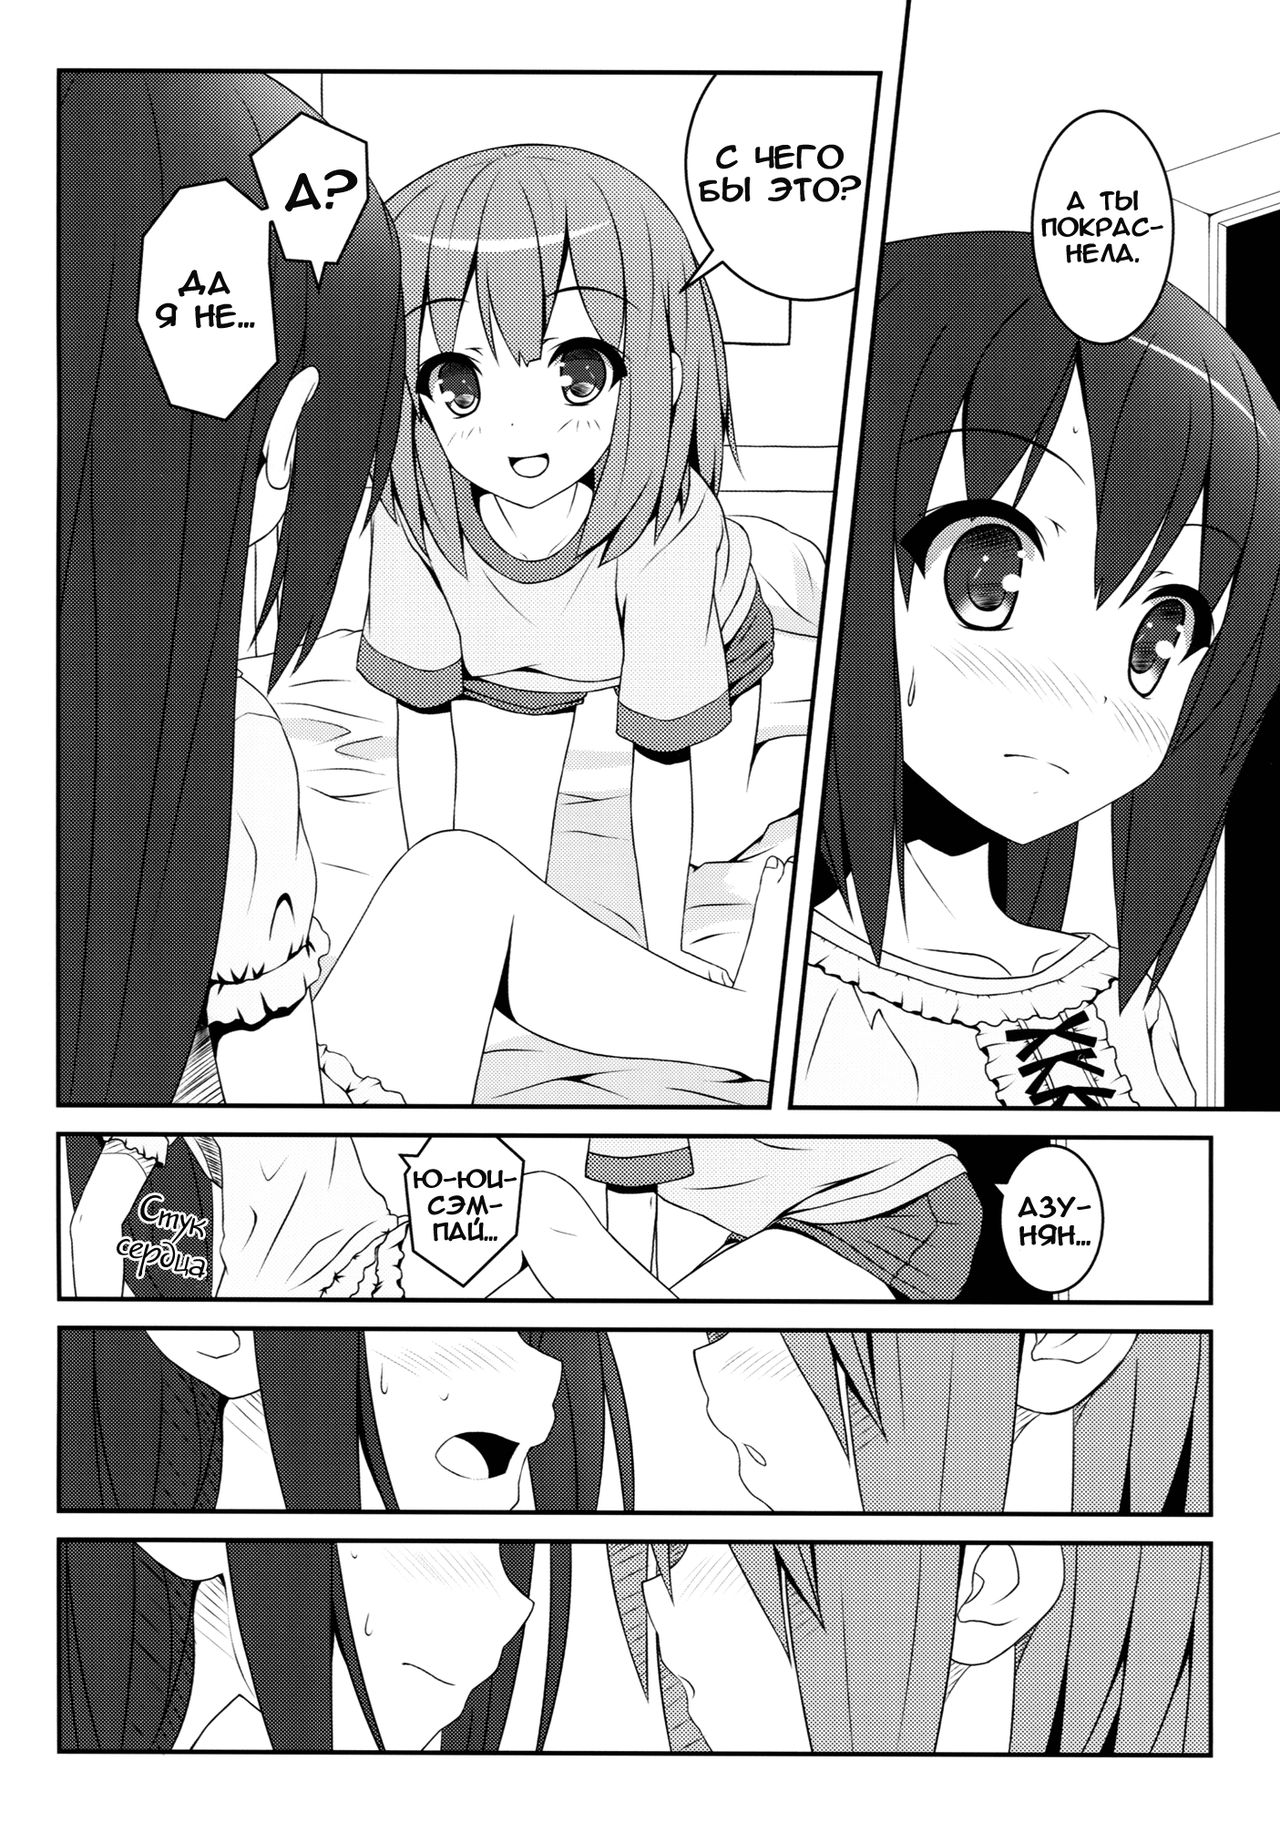 А ТЫ
ПОКРАС-
НЕЛА.
С ЧЕГО
БЫ ЭТО?
А?
ДА
Я НЕ...
АЗУ-
НЯН...
Ю-ЮИ-
СЭМ-
ПАЙ...
Стук
сердца